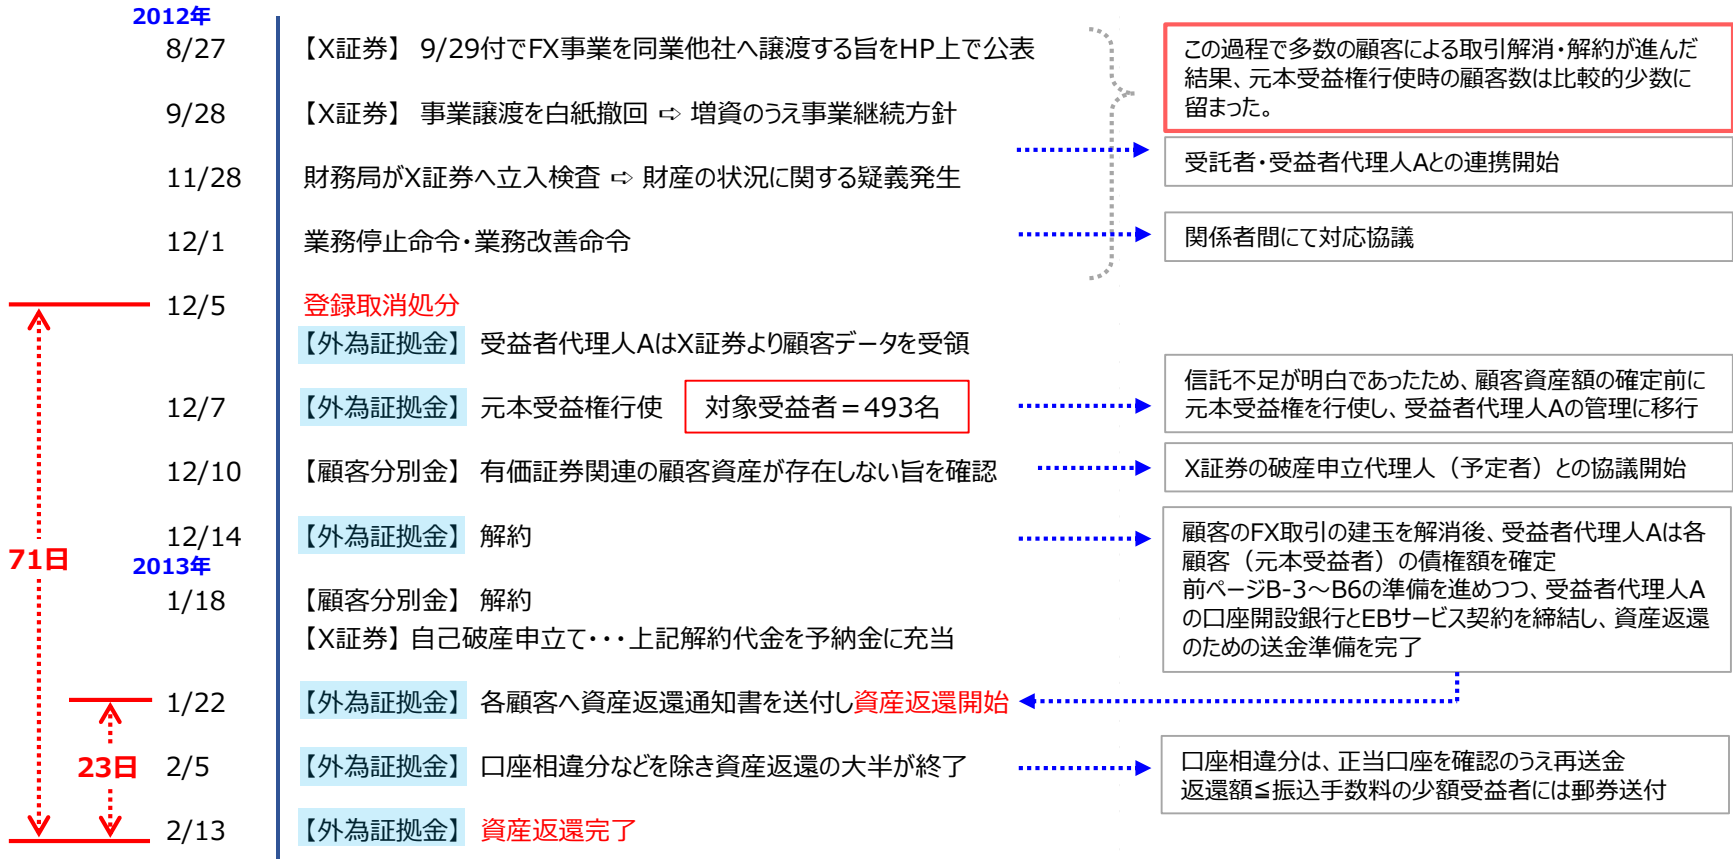 2012年
8/27 【X証券】 9/29付でFX事業を同業他社へ譲渡する旨をHP上で公表
この過程で多数の顧客による取引解消・解約が進んだ
結果、元本受益権行使時の顧客数は比較的少数に
留まった。
9/28 【X証券】 事業譲渡を白紙撤回 ⇨ 増資のうえ事業継続方針
受託者・受益者代理人Aとの連携開始
11/28 財務局がX証券へ立入検査 ⇨ 財産の状況に関する疑義発生
12/1 業務停止命令・業務改善命令
関係者間にて対応協議
12/5 登録取消処分
【外為証拠金】 受益者代理人AはX証券より顧客データを受領
12/7 【外為証拠金】 元本受益権行使 対象受益者=493名
信託不足が明白であったため、顧客資産額の確定前に
元本受益権を行使し、受益者代理人Aの管理に移行
12/10 【顧客分別金】 有価証券関連の顧客資産が存在しない旨を確認
X証券の破産申立代理人(予定者)との協議開始
12/14 【外為証拠金】 解約
顧客のFX取引の建玉を解消後、受益者代理人Aは各
顧客(元本受益者)の債権額を確定
前ページB-3~B6の準備を進めつつ、受益者代理人A
の口座開設銀行とEBサービス契約を締結し、資産返還
のための送金準備を完了
71日
2013年
1/18 【顧客分別金】 解約
【X証券】自己破産申立て・・・上記解約代金を予納金に充当
1/22 【外為証拠金】 各顧客へ資産返還通知書を送付し資産返還開始
23日
2/5 【外為証拠金】 口座相違分などを除き資産返還の大半が終了
口座相違分は、正当口座を確認のうえ再送金
返還額≦振込手数料の少額受益者には郵券送付
2/13 【外為証拠金】 資産返還完了